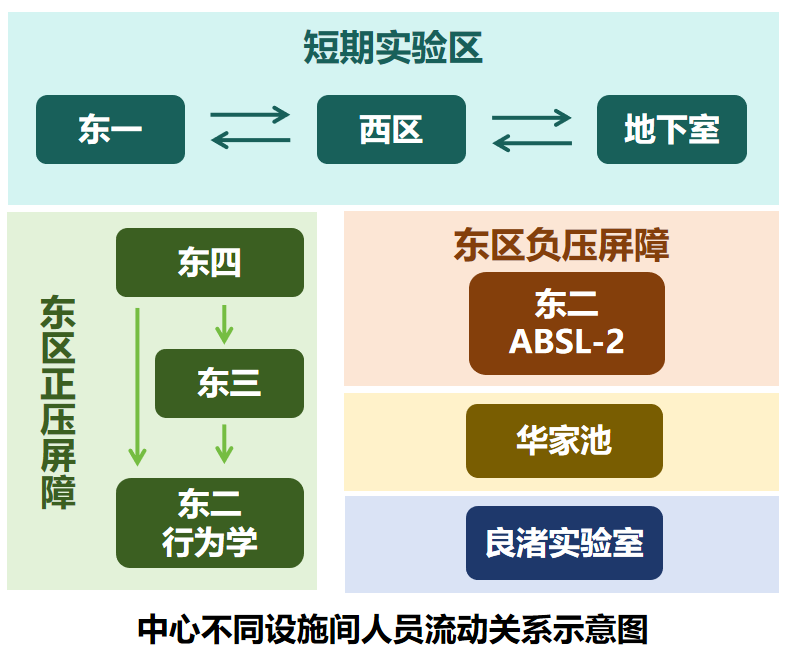 短期实验区
东一
西区
地下室
东区正压屏障
东四
东三
东二
行为学
东区负压屏障
东二
ABSL-2
华家池
良渚实验室
中心不同设施间人员流动关系示意图